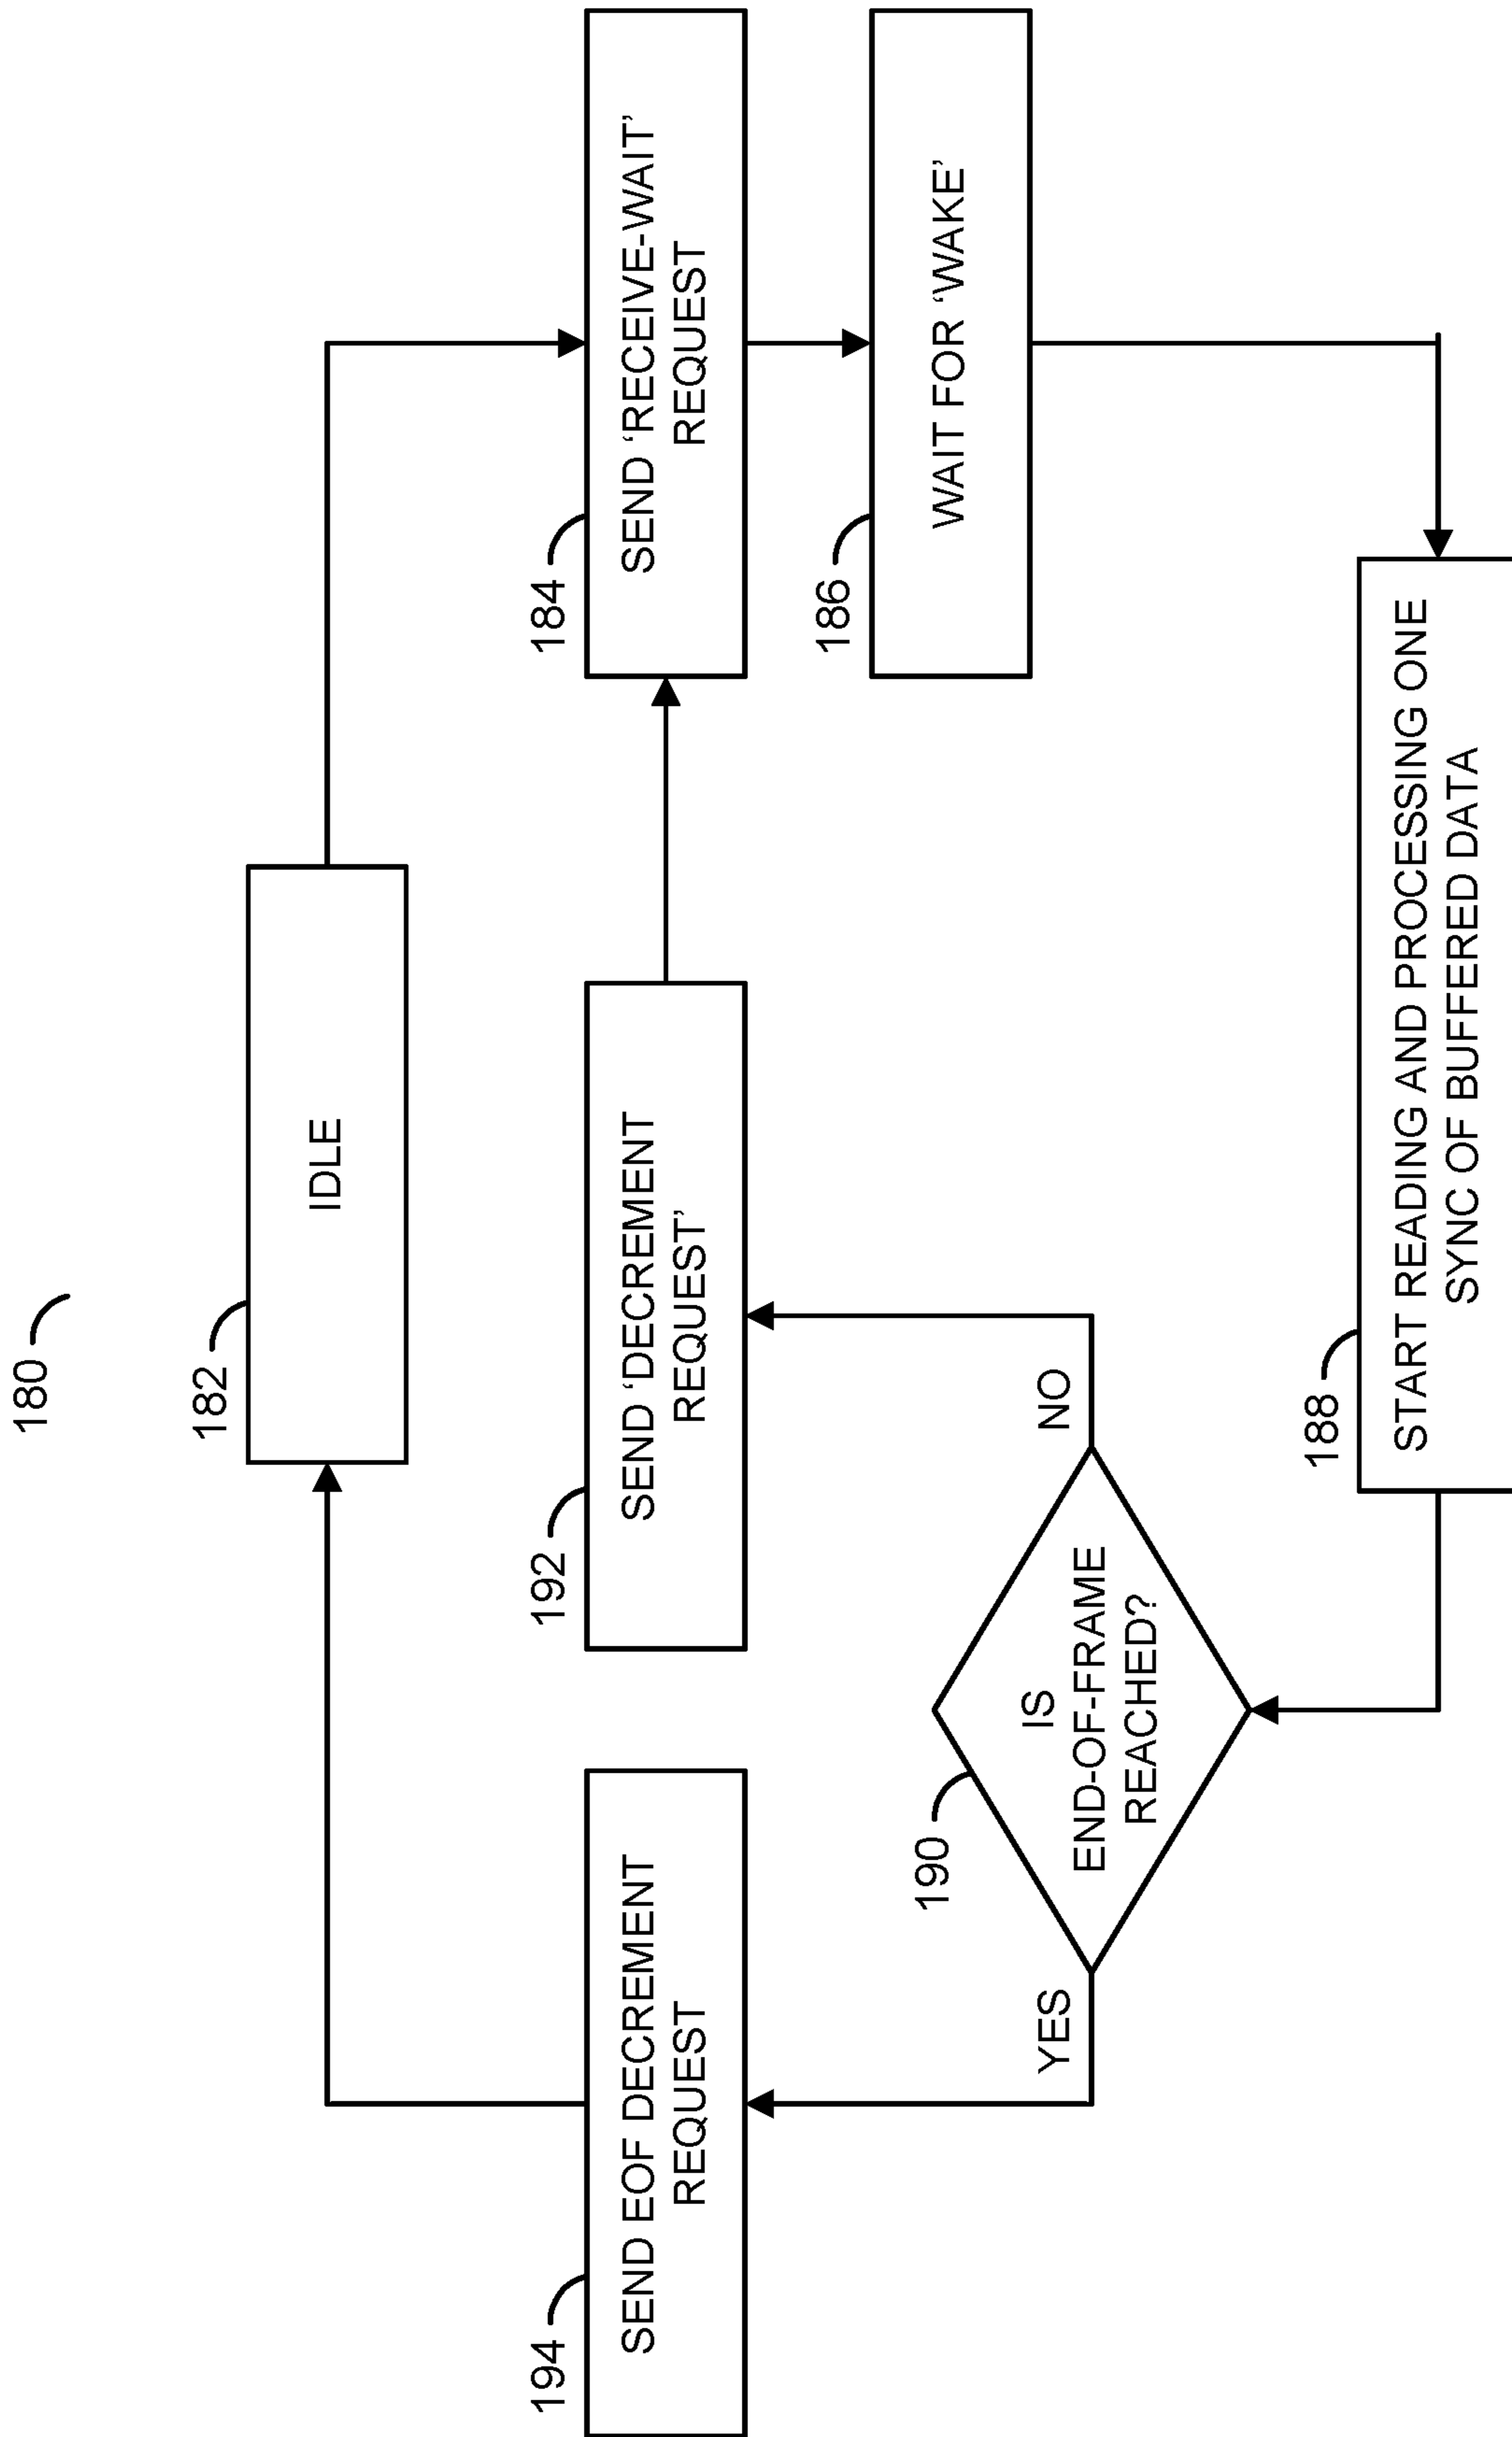 180
182
IDLE
194
SEND EOF DECREMENT
REQUEST
192
SEND ‘DECREMENT
REQUEST’
184
SEND ‘RECEIVE-WAIT’
REQUEST
186
WAIT FOR ‘WAKE’
190
IS
END-OF-FRAME
REACHED?
YES
NO
188
START READING AND PROCESSING ONE
SYNC OF BUFFERED DATA